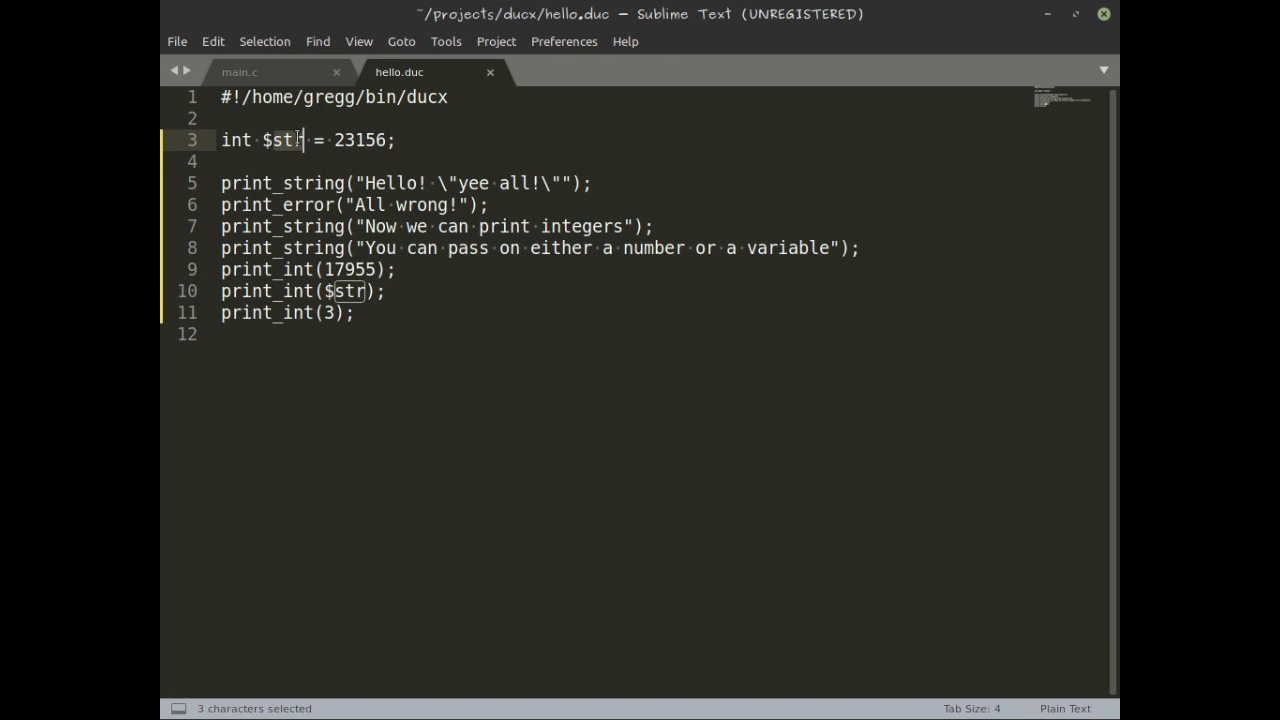 ~/projects/ducx/hello.duc — Sublime Text (UNREGISTERED)
File Edit Selection Find View Goto Tools Project Preferences Help
main.c hello.duc
1 #!/home/gregg/bin/ducx
2
3 int $str = 23156;
4
5 print_string("Hello! \"yee all!\"");
6 print_error("All wrong!");
7 print_string("Now we can print integers");
8 print_string("You can pass on either a number or a variable");
9 print_int(17955);
10 print_int($str);
11 print_int(3);
12
3 characters selected Tab Size: 4 Plain Text